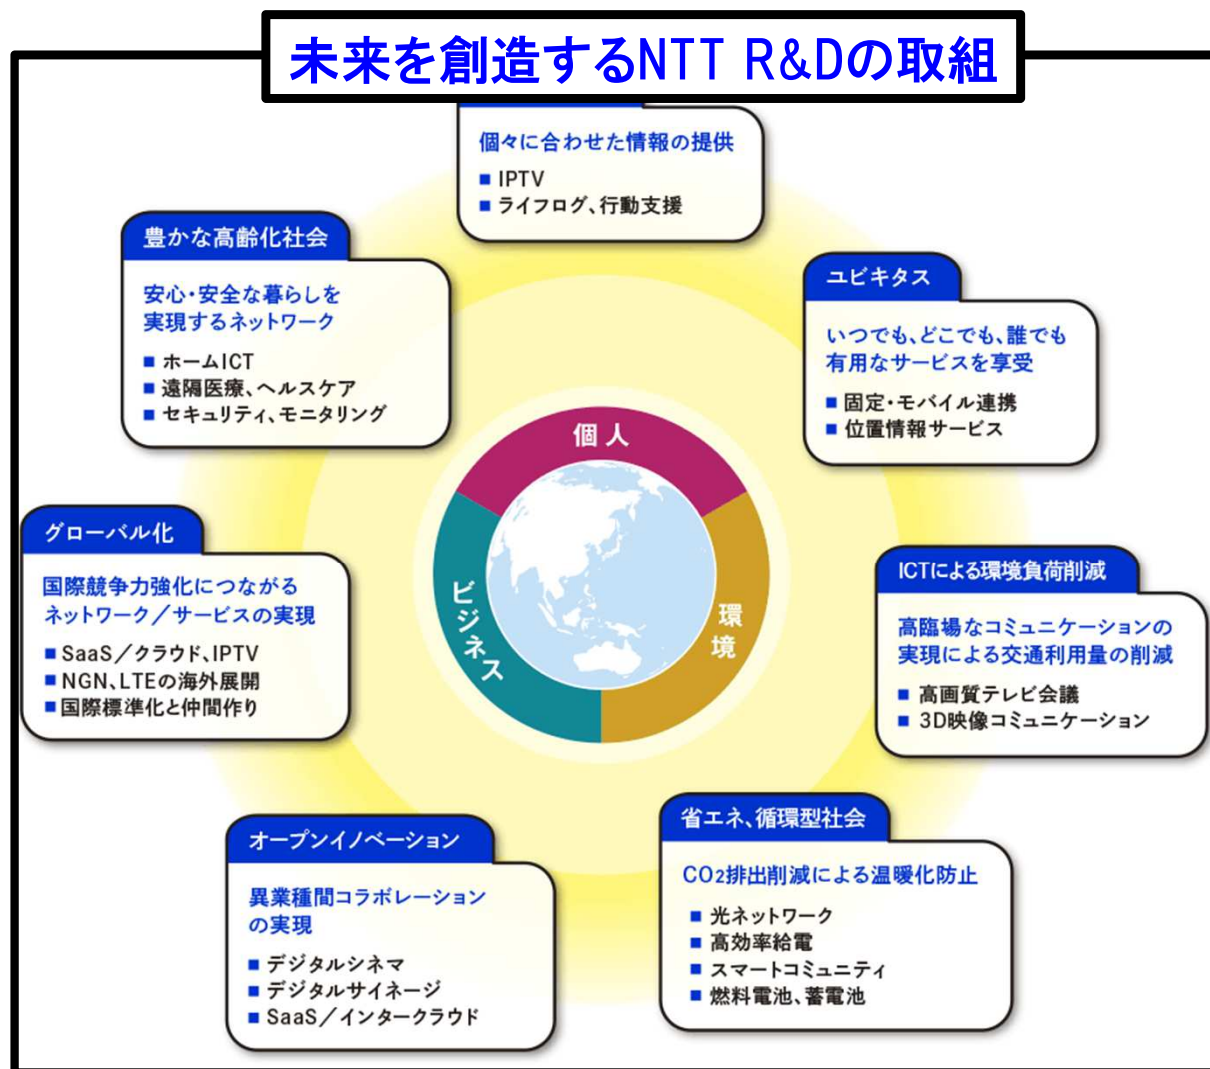 未来を創造するNTT R&Dの取組
個々に合わせた情報の提供
■ IPTV
■ ライフログ、行動支援
豊かな高齢化社会
安心・安全な暮らしを
実現するネットワーク
■ ホームICT
■ 遠隔医療、ヘルスケア
■ セキュリティ、モニタリング
ユビキタス
いつでも、どこでも、誰でも
有用なサービスを享受
■ 固定・モバイル連携
■ 位置情報サービス
個人
ビジネス
環境
グローバル化
国際競争力強化につながる
ネットワーク／サービスの実現
■ SaaS／クラウド、IPTV
■ NGN、LTEの海外展開
■ 国際標準化と仲間作り
ICTによる環境負荷削減
高臨場なコミュニケーションの
実現による交通利用量の削減
■ 高画質テレビ会議
■ 3D映像コミュニケーション
オープンイノベーション
異業種間コラボレーション
の実現
■ デジタルシネマ
■ デジタルサイネージ
■ SaaS／インタークラウド
省エネ、循環型社会
CO2排出削減による温暖化防止
■ 光ネットワーク
■ 高効率給電
■ スマートコミュニティ
■ 燃料電池、蓄電池